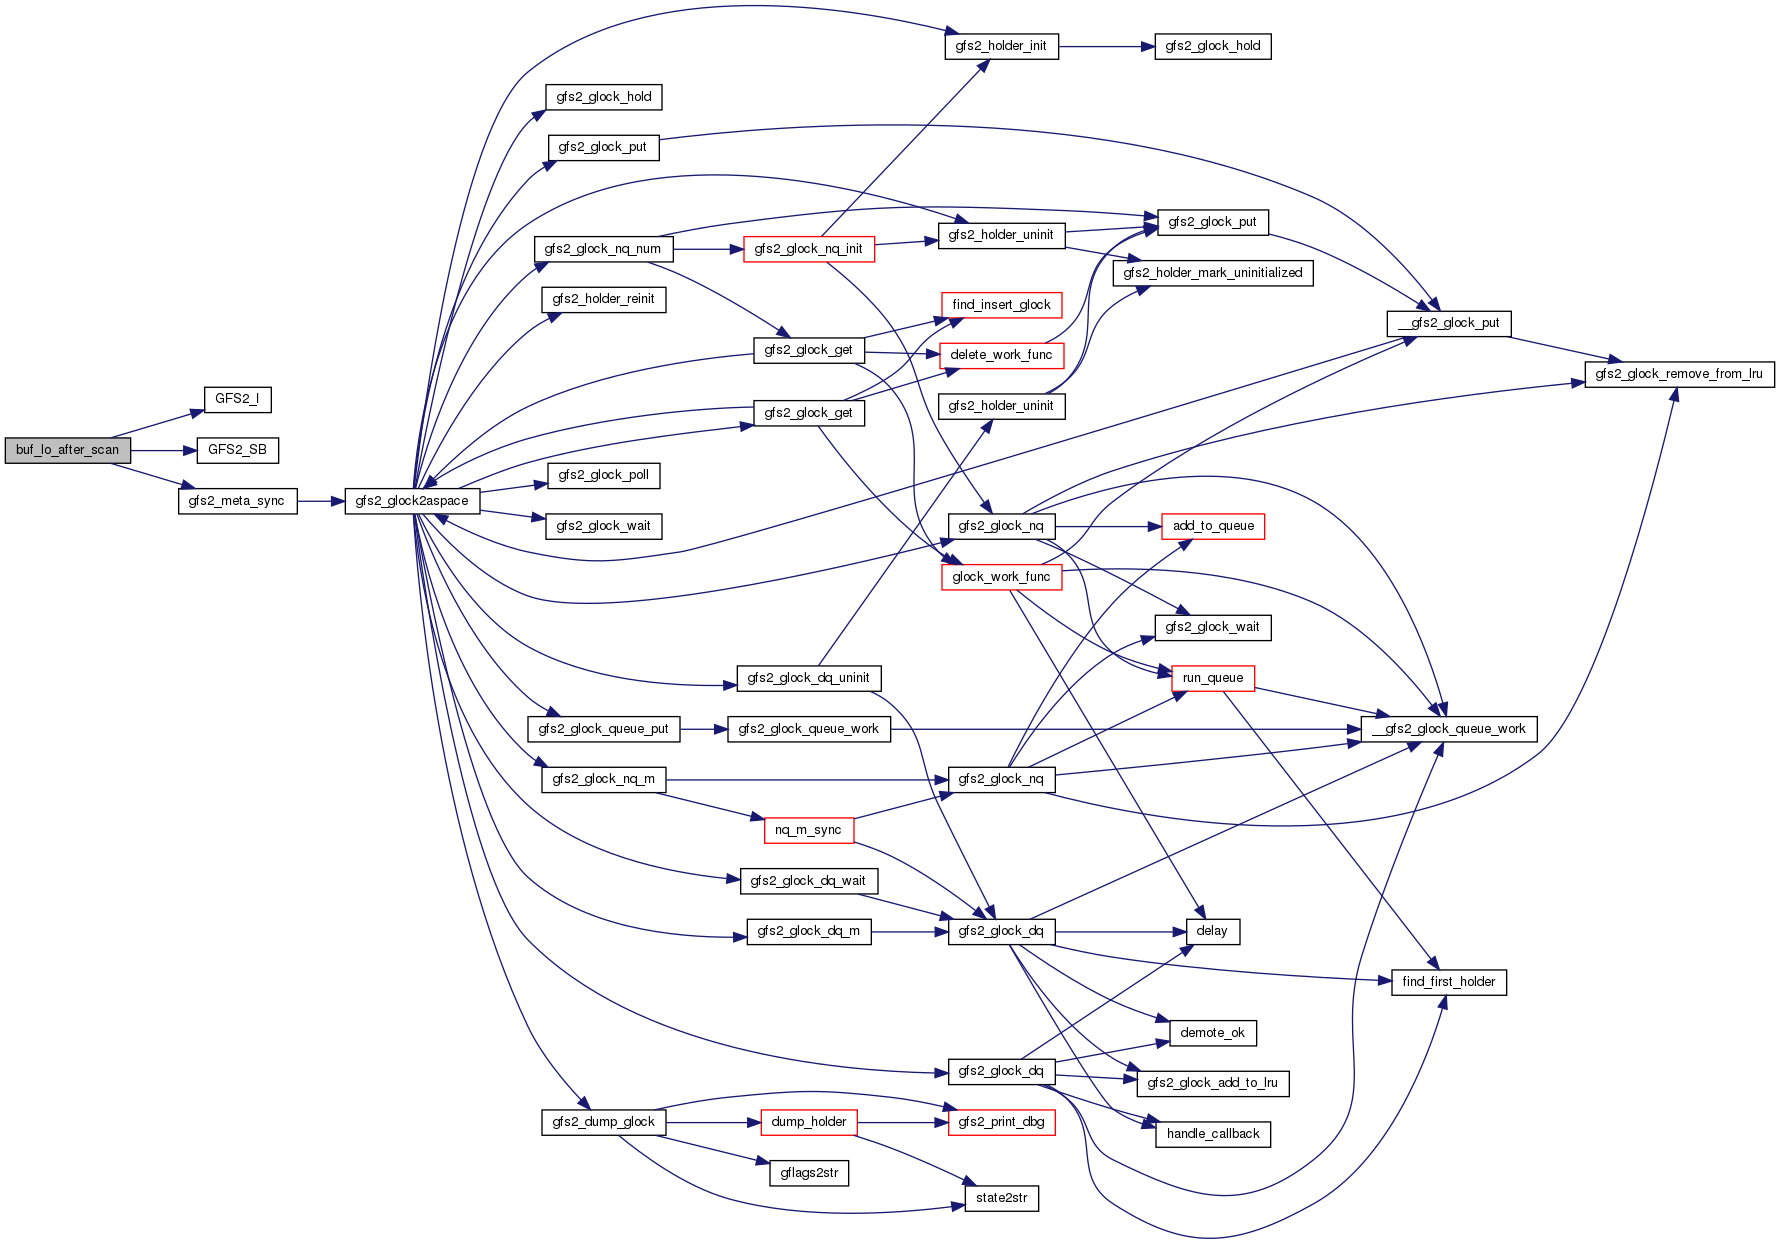 gfs2_holder_init
gfs2_glock_hold
gfs2_glock_hold
gfs2_glock_put
gfs2_glock_put
gfs2_holder_uninit
gfs2_glock_nq_num
gfs2_glock_nq_init
gfs2_holder_mark_uninitialized
gfs2_holder_reinit
find_insert_glock
__gfs2_glock_put
gfs2_glock_get
delete_work_func
gfs2_glock_remove_from_lru
GFS2_I
gfs2_glock_get
gfs2_holder_uninit
buf_lo_after_scan
GFS2_SB
gfs2_glock_poll
gfs2_meta_sync
gfs2_glock2aspace
gfs2_glock_wait
gfs2_glock_nq
add_to_queue
glock_work_func
gfs2_glock_wait
gfs2_glock_dq_uninit
run_queue
gfs2_glock_queue_put
gfs2_glock_queue_work
__gfs2_glock_queue_work
gfs2_glock_nq_m
gfs2_glock_nq
nq_m_sync
gfs2_glock_dq_wait
gfs2_glock_dq_m
gfs2_glock_dq
delay
find_first_holder
demote_ok
gfs2_glock_dq
gfs2_glock_add_to_lru
gfs2_dump_glock
dump_holder
gfs2_print_dbg
handle_callback
gflags2str
state2str